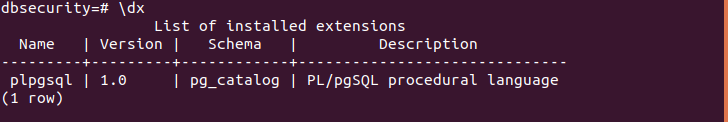 dbsecurity=# \dx
                 List of installed extensions
  Name   | Version |   Schema   |         Description
---------+---------+------------+------------------------------
 plpgsql | 1.0     | pg_catalog | PL/pgSQL procedural language
(1 row)